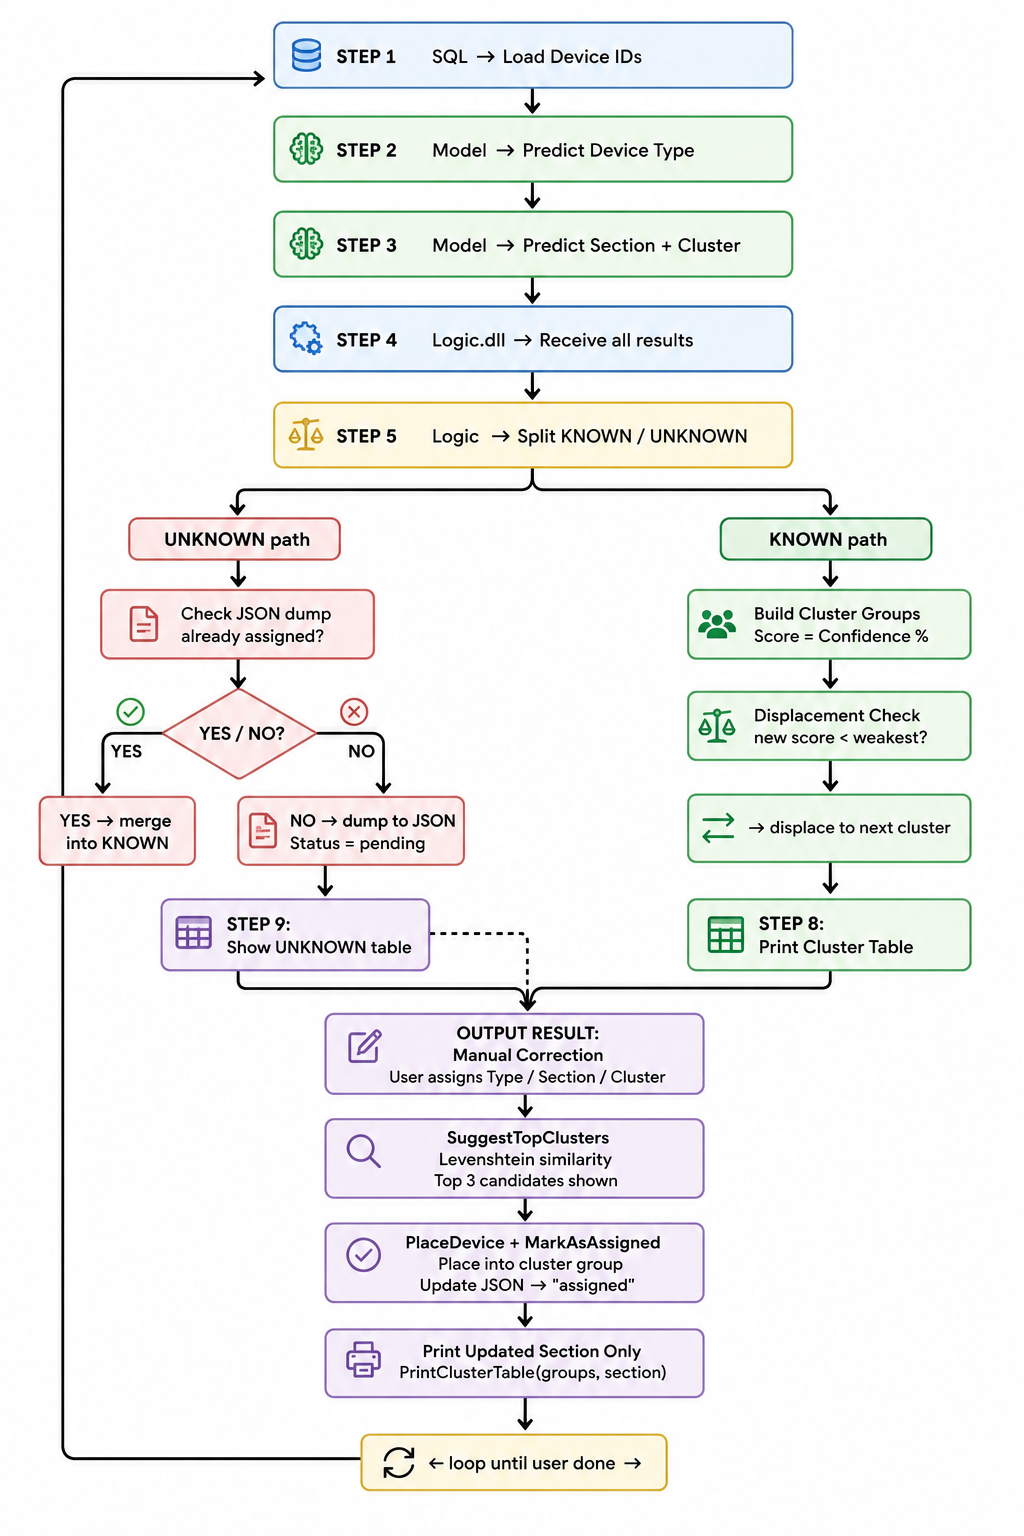 STEP 1 SQL → Load Device IDs
STEP 2 Model → Predict Device Type
STEP 3 Model → Predict Section + Cluster
STEP 4 Logic.dll → Receive all results
STEP 5 Logic → Split KNOWN / UNKNOWN
UNKNOWN path
Check JSON dump
already assigned?
YES / NO?
YES
NO
YES → merge
into KNOWN
NO → dump to JSON
Status = pending
STEP 9:
Show UNKNOWN table
KNOWN path
Build Cluster Groups
Score = Confidence %
Displacement Check
new score < weakest?
→ displace to next cluster
STEP 8:
Print Cluster Table
OUTPUT RESULT:
Manual Correction
User assigns Type / Section / Cluster
SuggestTopClusters
Levenshtein similarity
Top 3 candidates shown
PlaceDevice + MarkAsAssigned
Place into cluster group
Update JSON → "assigned"
Print Updated Section Only
PrintClusterTable(groups, section)
← loop until user done →